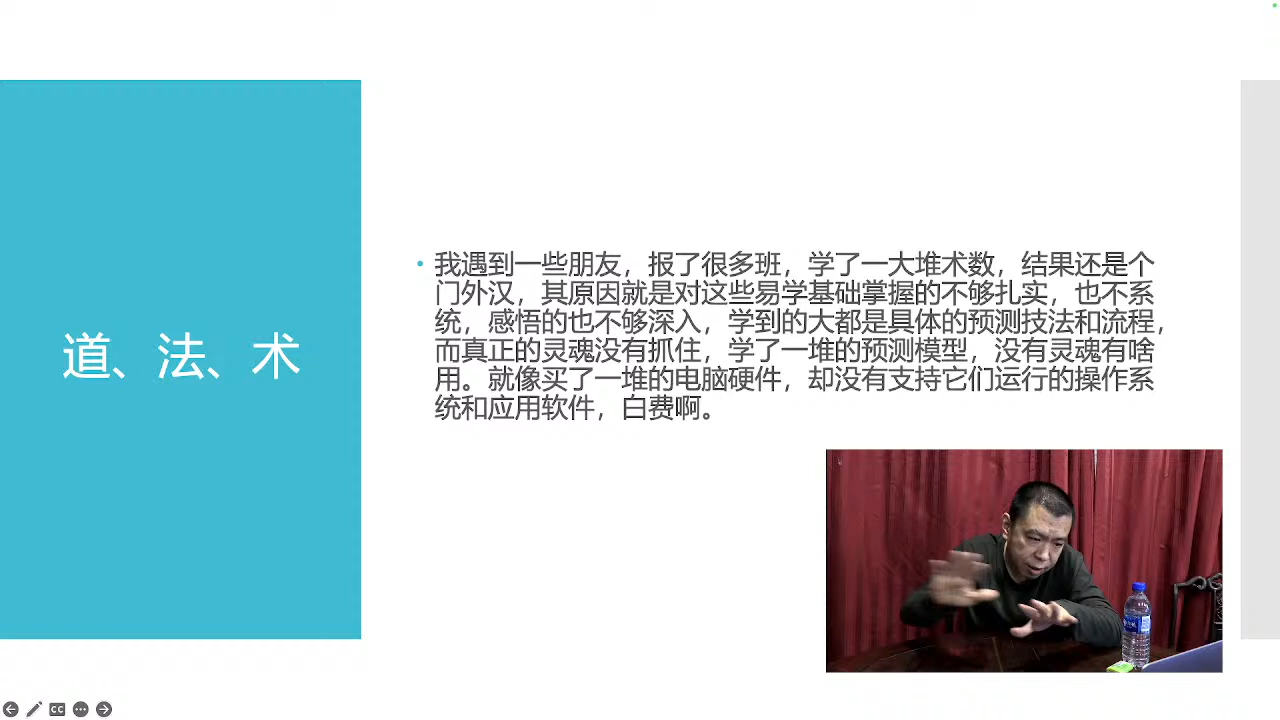 道、法、术
我遇到一些朋友，报了很多班，学了一大堆术数，结果还是个
门外汉，其原因就是对这些易学基础掌握的不够扎实，也不系
统，感悟的也不够深入，学到的大都是具体的预测技法和流程，
而真正的灵魂没有抓住，学了一堆的预测模型，没有灵魂有啥
用。就像买了一堆的电脑硬件，却没有支持它们运行的操作系
统和应用软件，白费啊。
CC